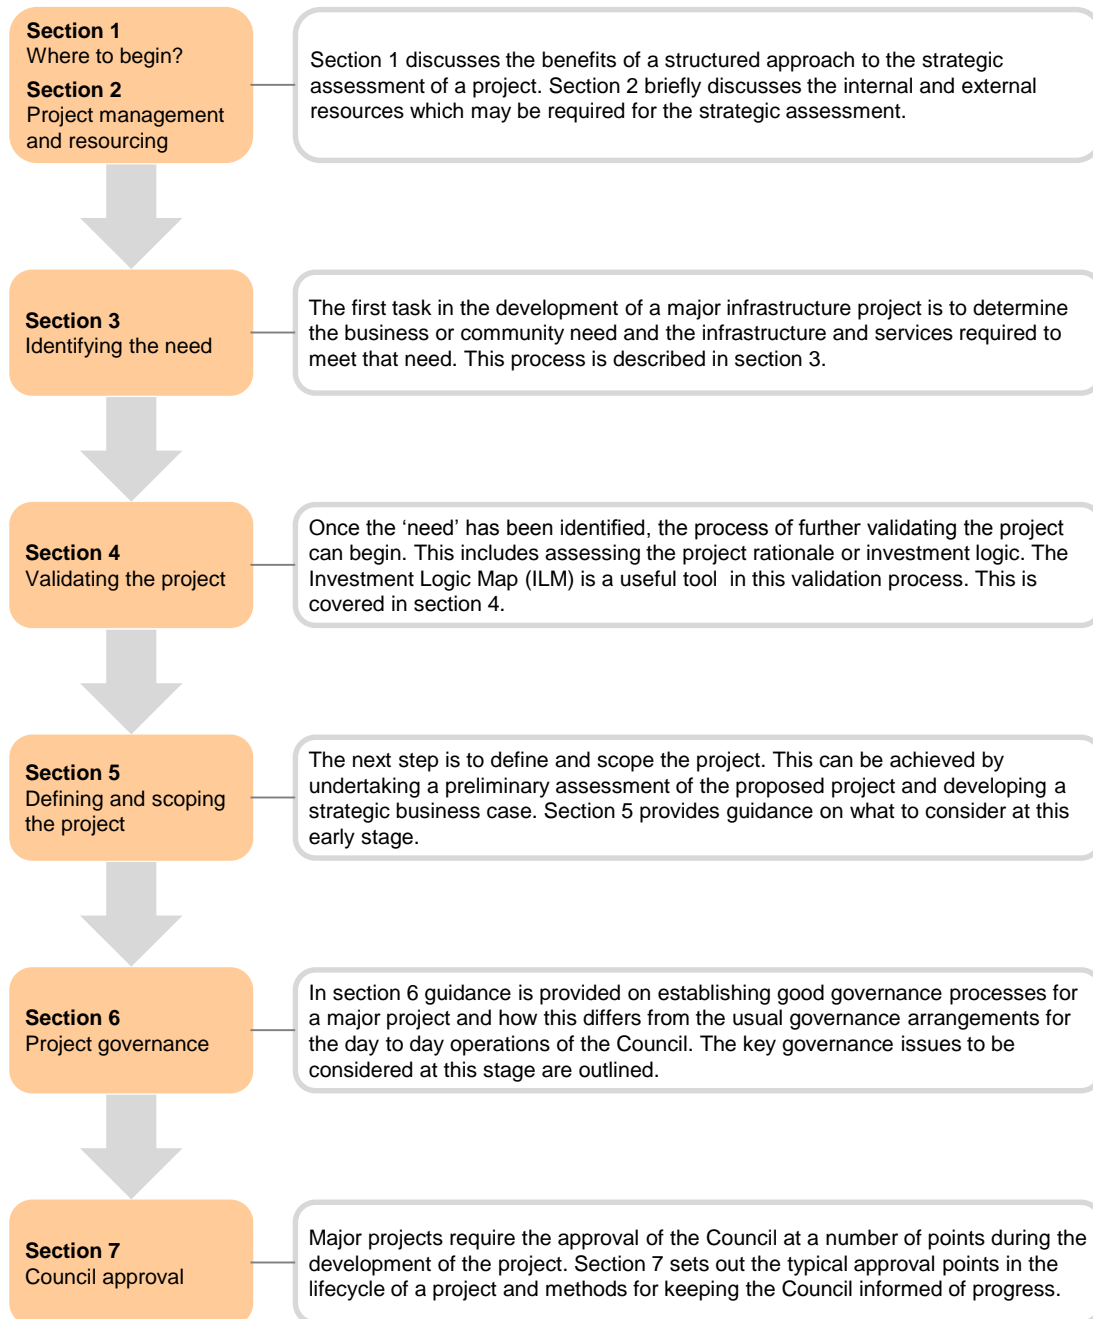 Section 1
Where to begin?
Section 2
Project management
and resourcing
Section 1 discusses the benefits of a structured approach to the strategic
assessment of a project. Section 2 briefly discusses the internal and external
resources which may be required for the strategic assessment.
Section 3
Identifying the need
The first task in the development of a major infrastructure project is to determine
the business or community need and the infrastructure and services required to
meet that need. This process is described in section 3.
Section 4
Validating the project
Once the ‘need’ has been identified, the process of further validating the project
can begin. This includes assessing the project rationale or investment logic. The
Investment Logic Map (ILM) is a useful tool in this validation process. This is
covered in section 4.
Section 5
Defining and scoping
the project
The next step is to define and scope the project. This can be achieved by
undertaking a preliminary assessment of the proposed project and developing a
strategic business case. Section 5 provides guidance on what to consider at this
early stage.
Section 6
Project governance
In section 6 guidance is provided on establishing good governance processes for
a major project and how this differs from the usual governance arrangements for
the day to day operations of the Council. The key governance issues to be
considered at this stage are outlined.
Section 7
Council approval
Major projects require the approval of the Council at a number of points during the
development of the project. Section 7 sets out the typical approval points in the
lifecycle of a project and methods for keeping the Council informed of progress.